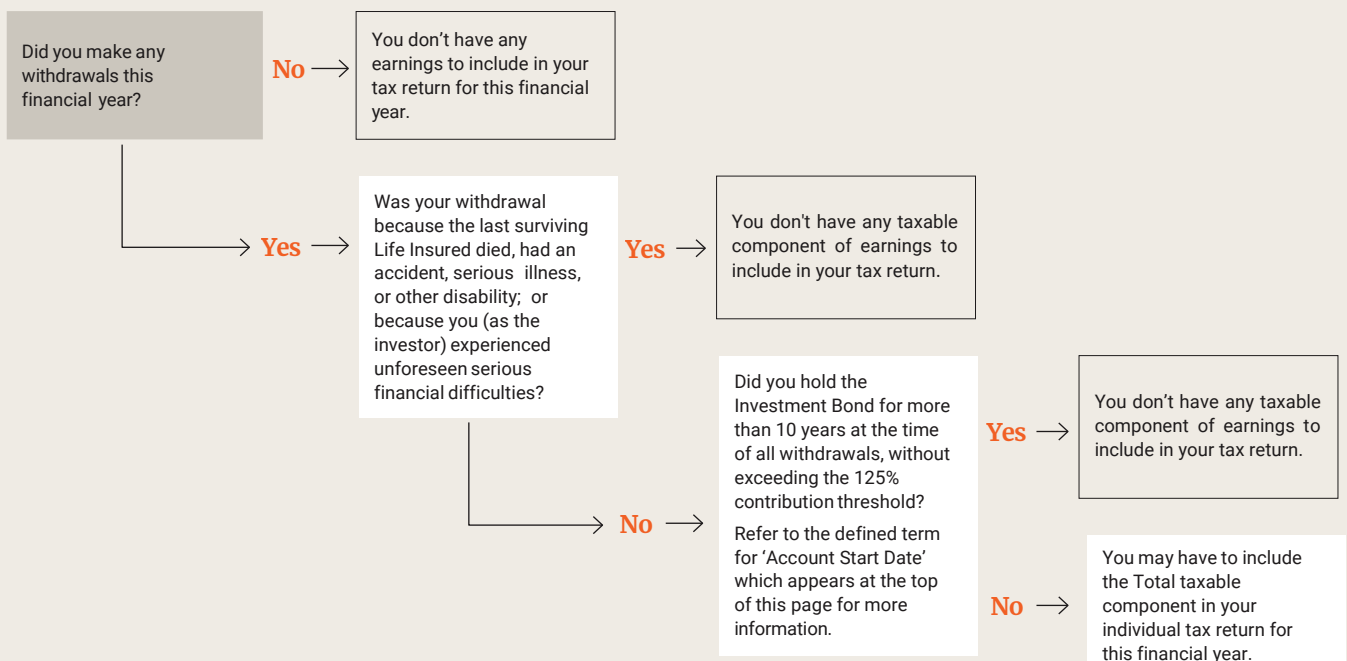 Did you make any
withdrawals this
financial year?
No
You don't have any
earnings to include in your
tax return for this financial
year.
Yes
Was your withdrawal
because the last surviving
Life Insured died, had an
accident, serious illness,
or other disability; or
because you (as the
investor) experienced
unforeseen serious
financial difficulties?
Yes
You don't have any taxable
component of earnings to
include in your tax return.
No
Did you hold the
Investment Bond for more
than 10 years at the time
of all withdrawals, without
exceeding the 125%
contribution threshold?
Refer to the defined term
for ‘Account Start Date’
which appears at the top
of this page for more
information.
Yes
You don’t have any taxable
component of earnings to
include in your tax return.
No
You may have to include
the Total taxable
component in your
individual tax return for
this financial year.